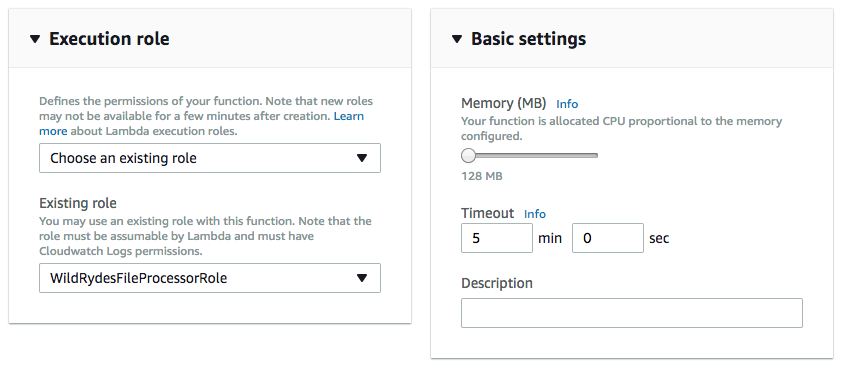 Execution role
Defines the permissions of your function. Note that new roles
may not be available for a few minutes after creation. Learn
more about Lambda execution roles.
Choose an existing role
Existing role
You may use an existing role with this function. Note that the
role must be assumable by Lambda and must have
Cloudwatch Logs permissions.
WildRydesFileProcessorRole
Basic settings
Memory (MB) Info
Your function is allocated CPU proportional to the memory
configured.
128 MB
Timeout Info
5 min 0 sec
Description